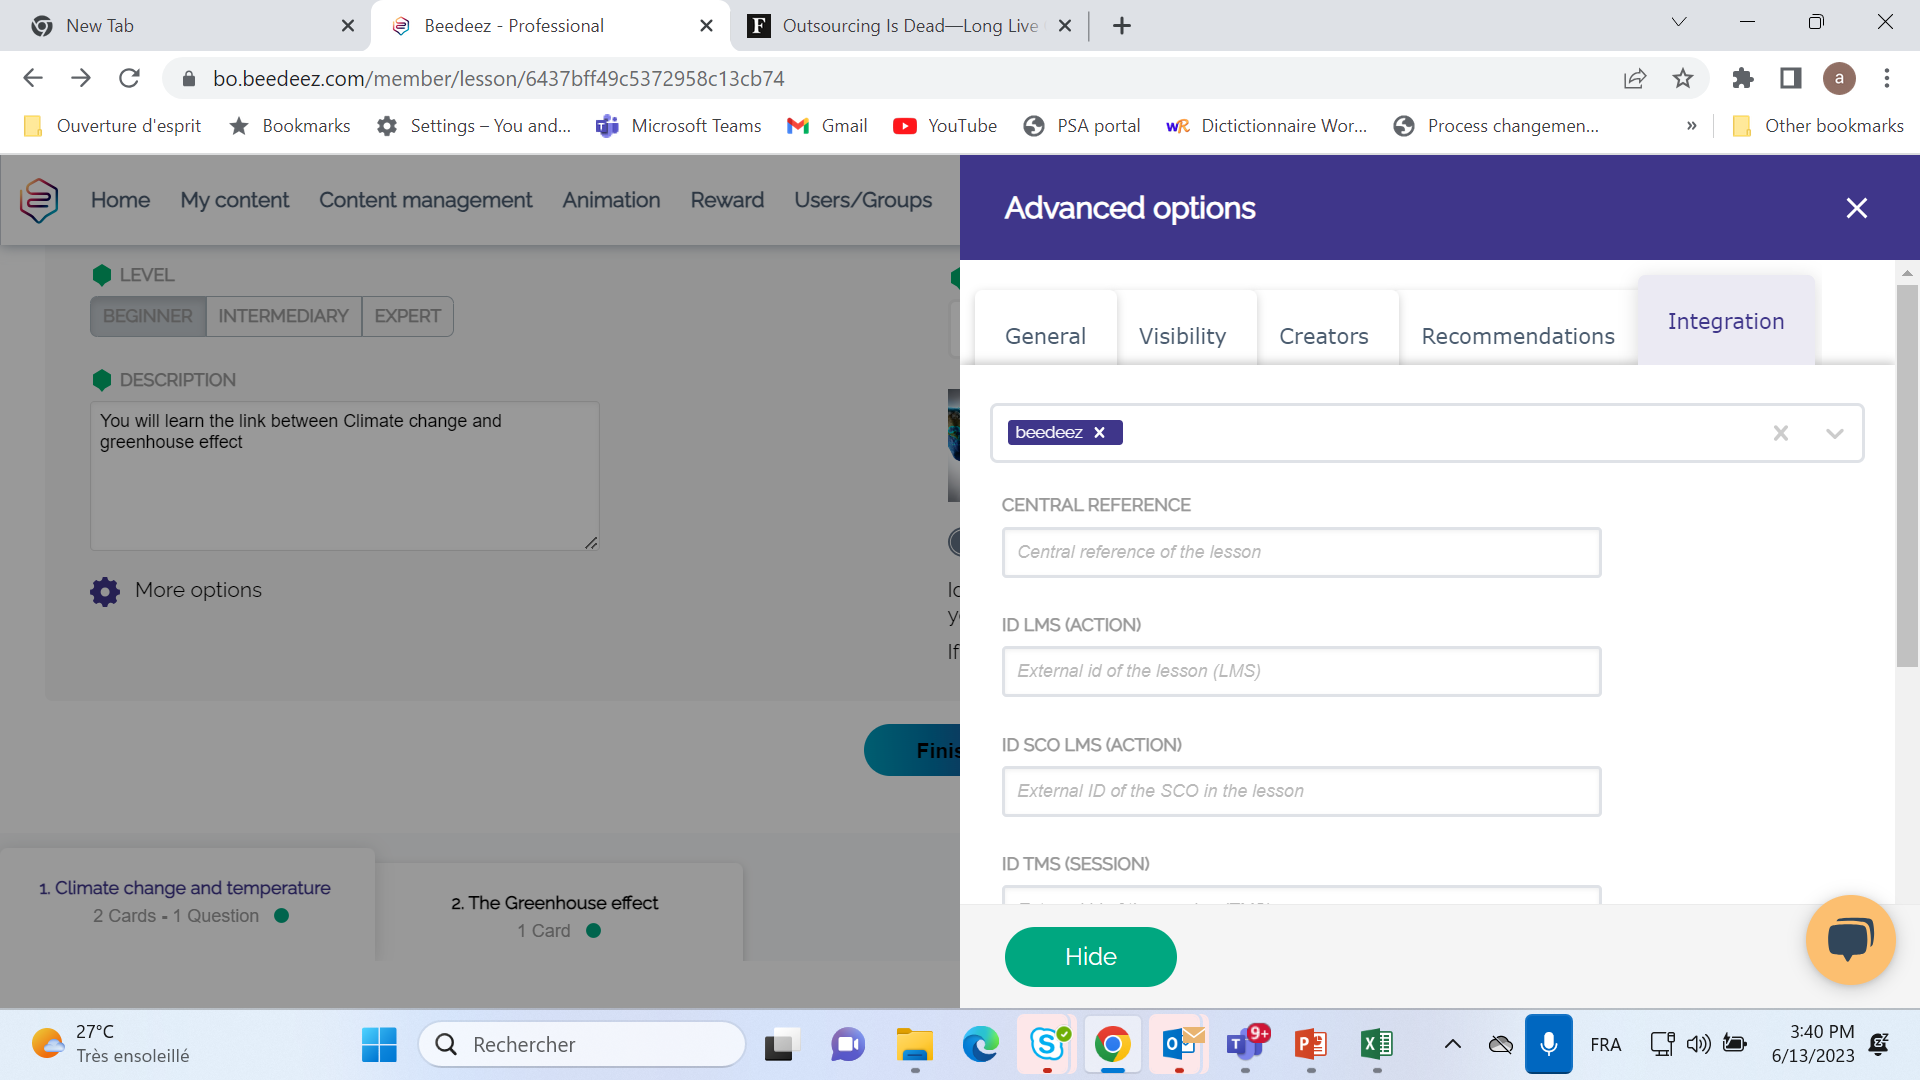 New Tab
Beedeez - Professional
Outsourcing Is Dead—Long Live
bo.beedeez.com/member/lesson/6437bff49c5372958c13cb74
a
Ouverture d'esprit
Bookmarks
Settings – You and...
Microsoft Teams
Gmail
YouTube
PSA portal
Dictictionnaire Wor...
Process changemen...
»
Other bookmarks
Home
My content
Content management
Animation
Reward
Users/Groups
LEVEL
BEGINNER
INTERMEDIARY
EXPERT
DESCRIPTION
You will learn the link between Climate change and
greenhouse effect
More options
1. Climate change and temperature
2 Cards - 1 Question
2. The Greenhouse effect
1 Card
Advanced options
General
Visibility
Creators
Recommendations
Integration
beedeez
CENTRAL REFERENCE
Central reference of the lesson
ID LMS (ACTION)
External id of the lesson (LMS)
ID SCO LMS (ACTION)
External ID of the SCO in the lesson
ID TMS (SESSION)
Hide
27°C
Très ensoleillé
Rechercher
9+
FRA
3:40 PM
6/13/2023